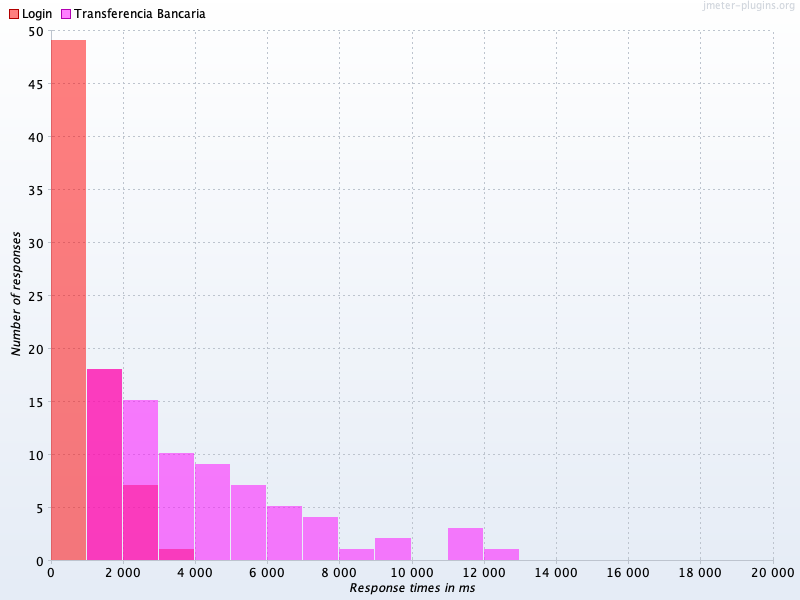 jmeter-plugins.org
Login Transferencia Bancaria
50
45
40
35
30
25
20
15
10
5
0
Number of responses
0 2 000 4 000 6 000 8 000 10 000 12 000 14 000 16 000 18 000 20 000
Response times in ms